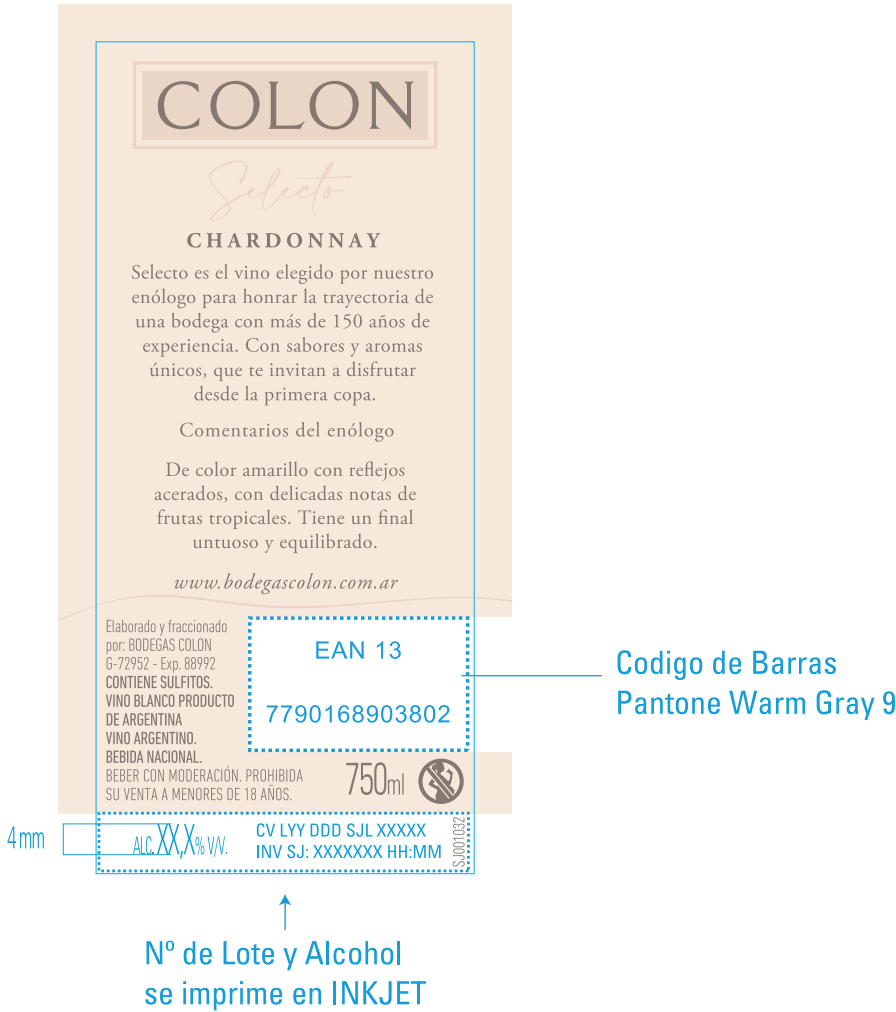 COLON
Selecto
CHARDONNAY
Selecto es el vino elegido por nuestro
enólogo para honrar la trayectoria de
una bodega con más de 150 años de
experiencia. Con sabores y aromas
únicos, que te invitan a disfrutar
desde la primera copa.
Comentarios del enólogo
De color amarillo con reflejos
acerados, con delicadas notas de
frutas tropicales. Tiene un final
untuoso y equilibrado.
www.bodegascolon.com.ar
Elaborado y fraccionado
por: BODEGAS COLON
G-72952 - Exp. 88992
CONTIENE SULFITOS.
VINO BLANCO PRODUCTO
DE ARGENTINA
VINO ARGENTINO.
BEBIDA NACIONAL.
BEBER CON MODERACIÓN. PROHIBIDA
SU VENTA A MENORES DE 18 AÑOS.
EAN 13
7790168903802
Codigo de Barras
Pantone Warm Gray 9
750ml
4mm
ALC. XX,X% V/V.
CV LYY DDD SJL XXXXX
INV SJ: XXXXXXX HH:MM
SJ001032
Nº de Lote y Alcohol
se imprime en INKJET